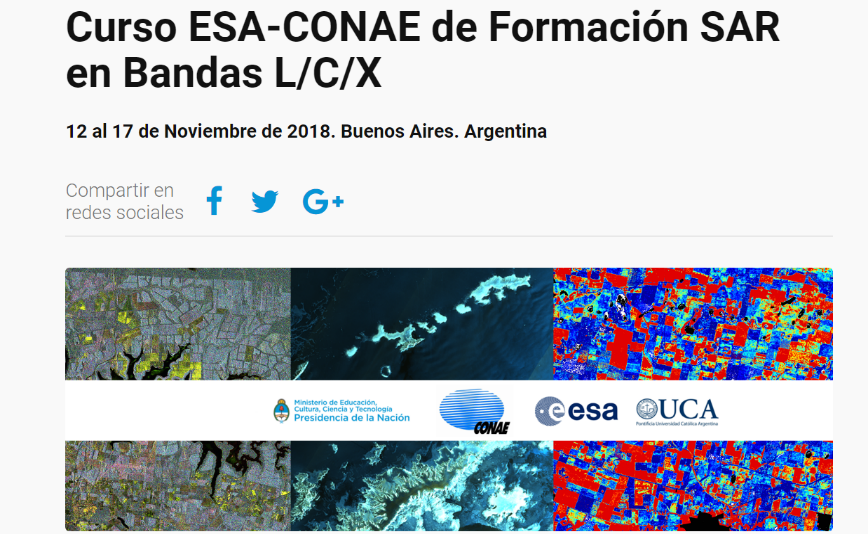 Curso ESA-CONAE de Formación SAR
en Bandas L/C/X
12 al 17 de Noviembre de 2018. Buenos Aires. Argentina
Compartir en
redes sociales
G+
Ministerio de Educación,
Cultura, Ciencia y Tecnología
Presidencia de la Nación
CONAE
esa
UCA
Pontificia Universidad Católica Argentina